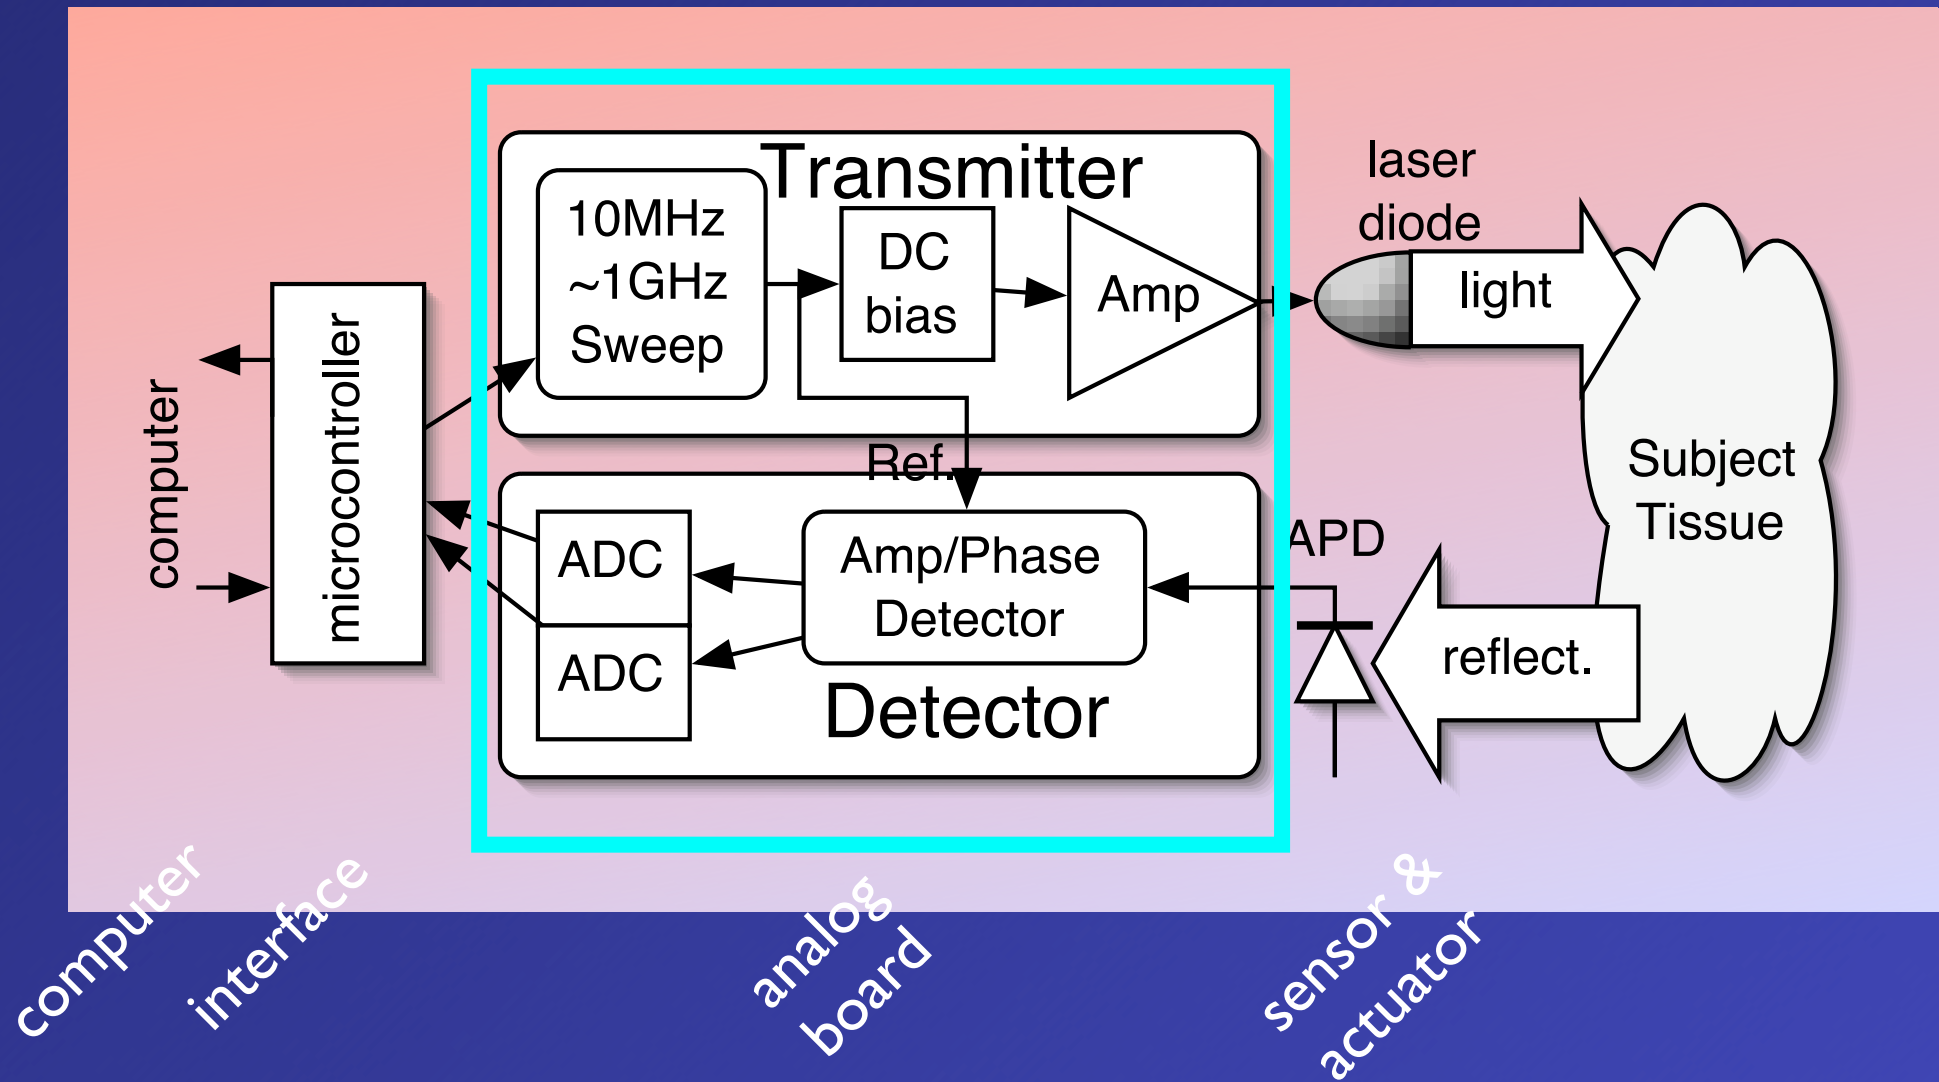 Transmitter
10MHz
~1GHz
Sweep
DC
bias
Amp
laser
diode
light
computer
microcontroller
Ref.
Subject
Tissue
ADC
ADC
Amp/Phase
Detector
Detector
APD
reflect.
computer
interface
analog
board
sensor &
actuator